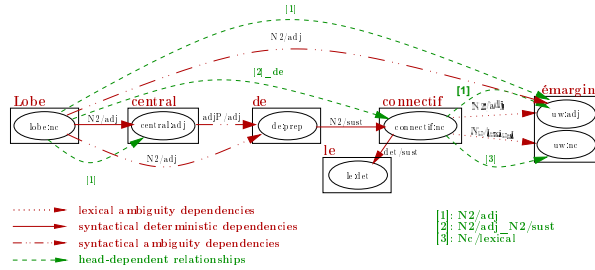 [1]
N2/adj
[2]_de
Lobe central de connectif émargin
[1]
lobe:nc N2/adj central:adj adjP/adj de:prep N2/sust connectif:nc uw:adj
N2/adj
uw:nc
N2/adj
le det/sust
[3]
[1]
le:det
lexical ambiguity dependencies
syntactical deterministic dependencies
syntactical ambiguity dependencies
head-dependent relationships
[1]: N2/adj
[2]: N2/adj_N2/sust
[3]: Nc/lexical